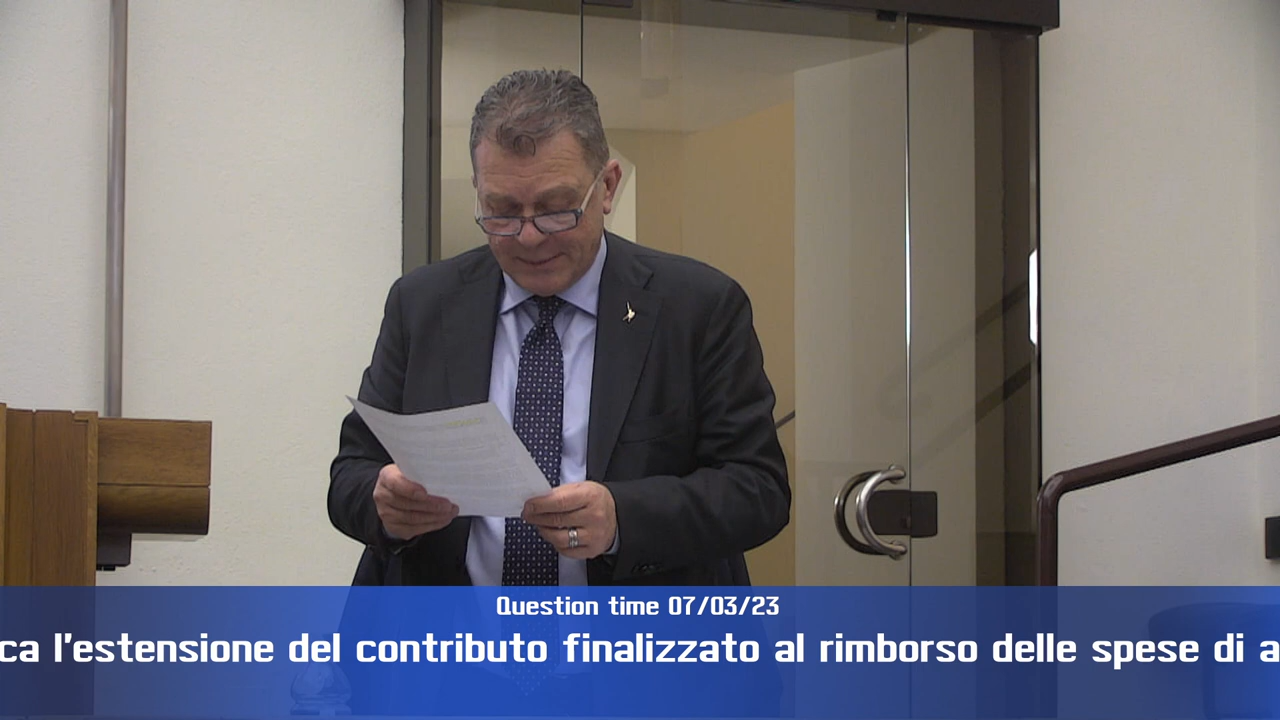 Question time 07/03/23
ca l'estensione del contributo finalizzato al rimborso delle spese di a